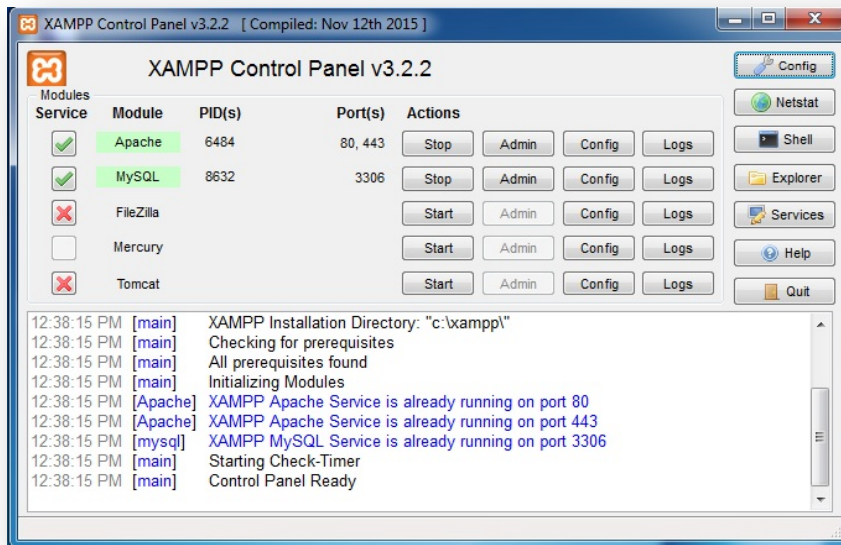 XAMPP Control Panel v3.2.2 [ Compiled: Nov 12th 2015 ]
XAMPP Control Panel v3.2.2
Config
Modules
Service Module PID(s) Port(s) Actions
Netstat
Apache 6484 80, 443 Stop Admin Config Logs
Shell
MySQL 8632 3306 Stop Admin Config Logs
Explorer
FileZilla Start Admin Config Logs
Services
Mercury Start Admin Config Logs
Help
Tomcat Start Admin Config Logs
Quit
12:38:15 PM [main] XAMPP Installation Directory: "c:\xampp\"
12:38:15 PM [main] Checking for prerequisites
12:38:15 PM [main] All prerequisites found
12:38:15 PM [main] Initializing Modules
12:38:15 PM [Apache] XAMPP Apache Service is already running on port 80
12:38:15 PM [Apache] XAMPP Apache Service is already running on port 443
12:38:15 PM [mysql] XAMPP MySQL Service is already running on port 3306
12:38:15 PM [main] Starting Check-Timer
12:38:15 PM [main] Control Panel Ready